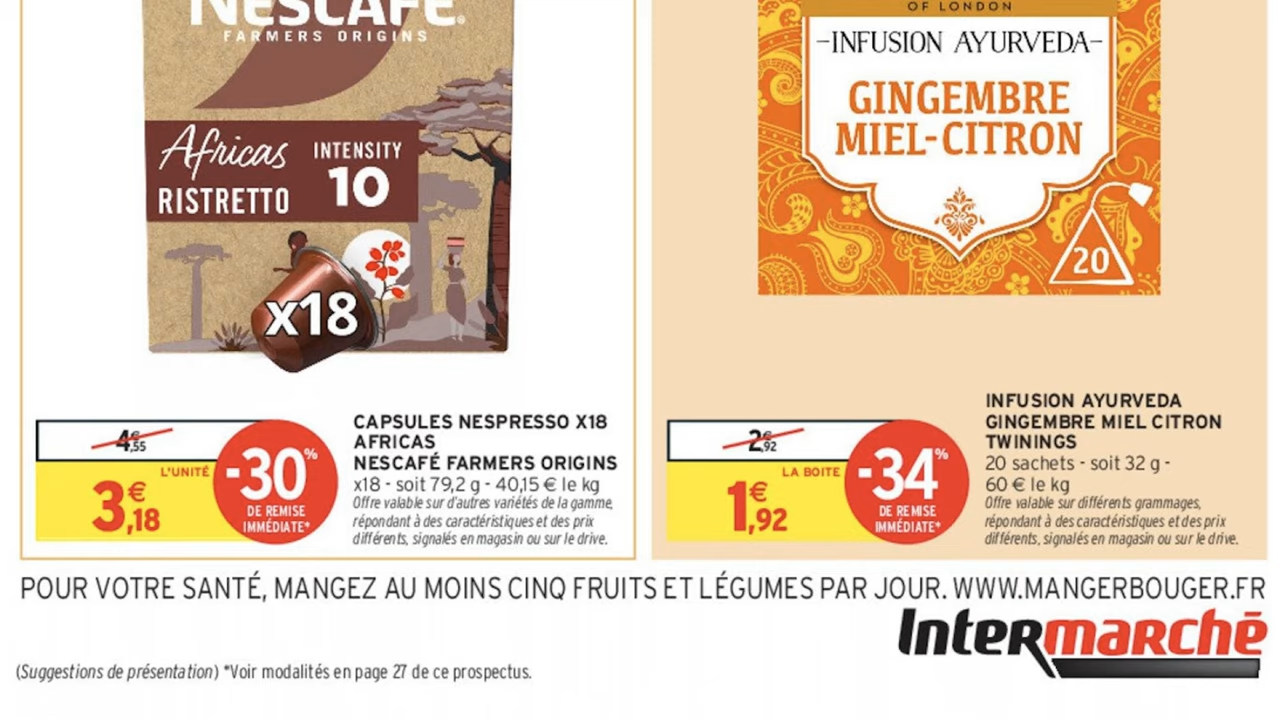 NESCAFÉ
FARMERS ORIGINS
Africas
RISTRETTO
INTENSITY
10
x18
4€,55
L'UNITÉ
3€,18
-30%
DE REMISE
IMMÉDIATE*
CAPSULES NESPRESSO X18
AFRICAS
NESCAFÉ FARMERS ORIGINS
x18 - soit 79,2 g - 40,15 € le kg
Offre valable sur d'autres variétés de la gamme,
répondant à des caractéristiques et des prix
différents, signalés en magasin ou sur le drive.
OF LONDON
-INFUSION AYURVEDA-
GINGEMBRE
MIEL-CITRON
20
2€,92
LA BOITE
1€,92
-34%
DE REMISE
IMMÉDIATE*
INFUSION AYURVEDA
GINGEMBRE MIEL CITRON
TWININGS
20 sachets - soit 32 g -
60 € le kg
Offre valable sur différents grammages,
répondant à des caractéristiques et des prix
différents, signalés en magasin ou sur le drive.
POUR VOTRE SANTÉ, MANGEZ AU MOINS CINQ FRUITS ET LÉGUMES PAR JOUR. WWW.MANGERBOUGER.FR
Intermarchē
(Suggestions de présentation) *Voir modalités en page 27 de ce prospectus.